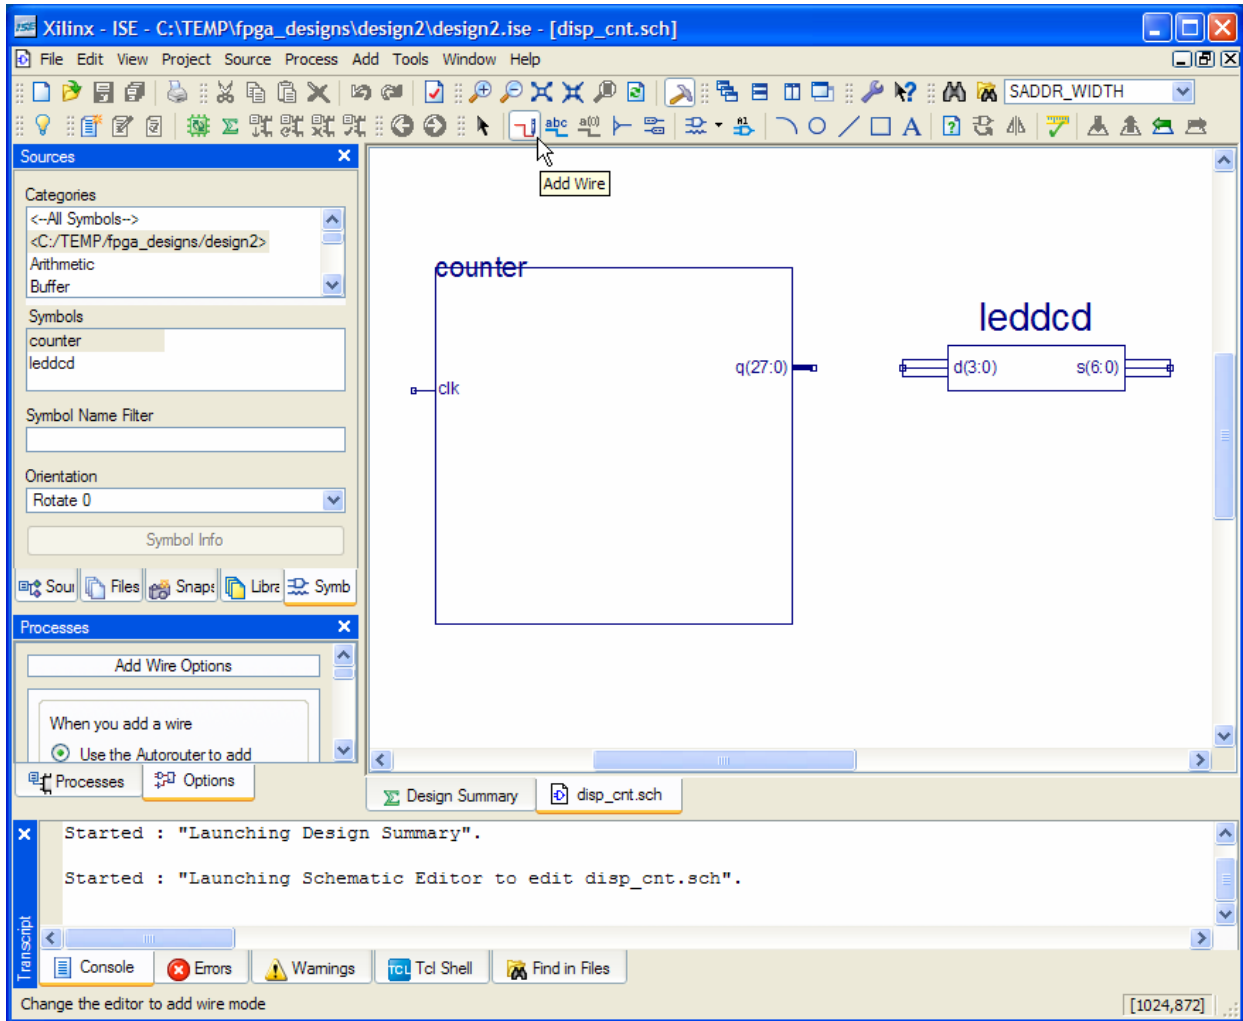 Xilinx - ISE - C:\TEMP\fpga_designs\design2\design2.ise - [disp_cnt.sch]
File Edit View Project Source Process Add Tools Window Help
SADDR_WIDTH
Sources
Add Wire
Categories
<--All Symbols-->
<C:/TEMP/fpga_designs/design2>
Arithmetic
Buffer
Symbols
counter
leddcd
Symbol Name Filter
Orientation
Rotate 0
Symbol Info
Sour Files Snaps Libra Symb
counter
clk
q(27:0)
leddcd
d(3:0) s(6:0)
Processes
Add Wire Options
When you add a wire
Use the Autorouter to add
Processes Options
Design Summary disp_cnt.sch
Started : "Launching Design Summary".
Started : "Launching Schematic Editor to edit disp_cnt.sch".
Transcript
Console Errors Warnings TCL Tcl Shell Find in Files
Change the editor to add wire mode
[1024,872]